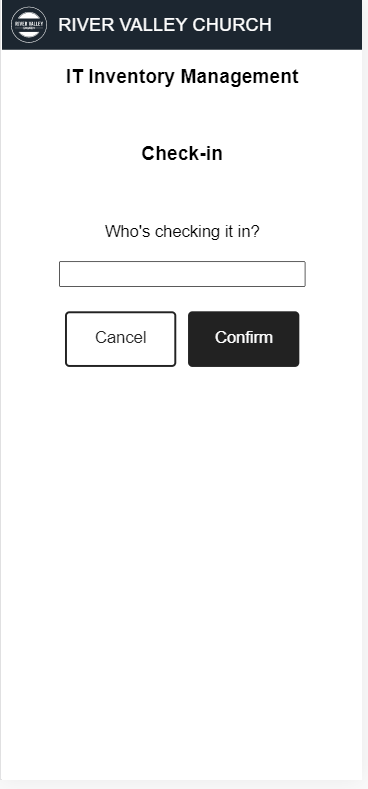 RIVER VALLEY
CHURCH
RIVER VALLEY CHURCH
IT Inventory Management
Check-in
Who's checking it in?
Cancel
Confirm